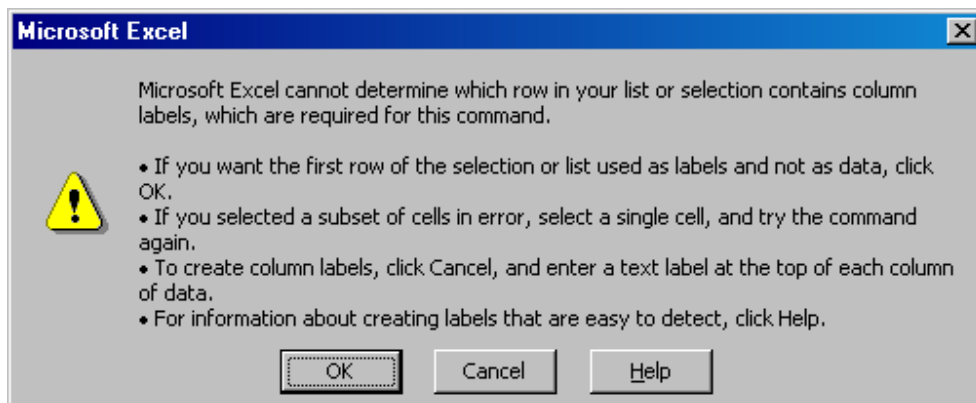 Microsoft Excel
Microsoft Excel cannot determine which row in your list or selection contains column
labels, which are required for this command.
• If you want the first row of the selection or list used as labels and not as data, click
OK.
• If you selected a subset of cells in error, select a single cell, and try the command
again.
• To create column labels, click Cancel, and enter a text label at the top of each column
of data.
• For information about creating labels that are easy to detect, click Help.
OK Cancel Help